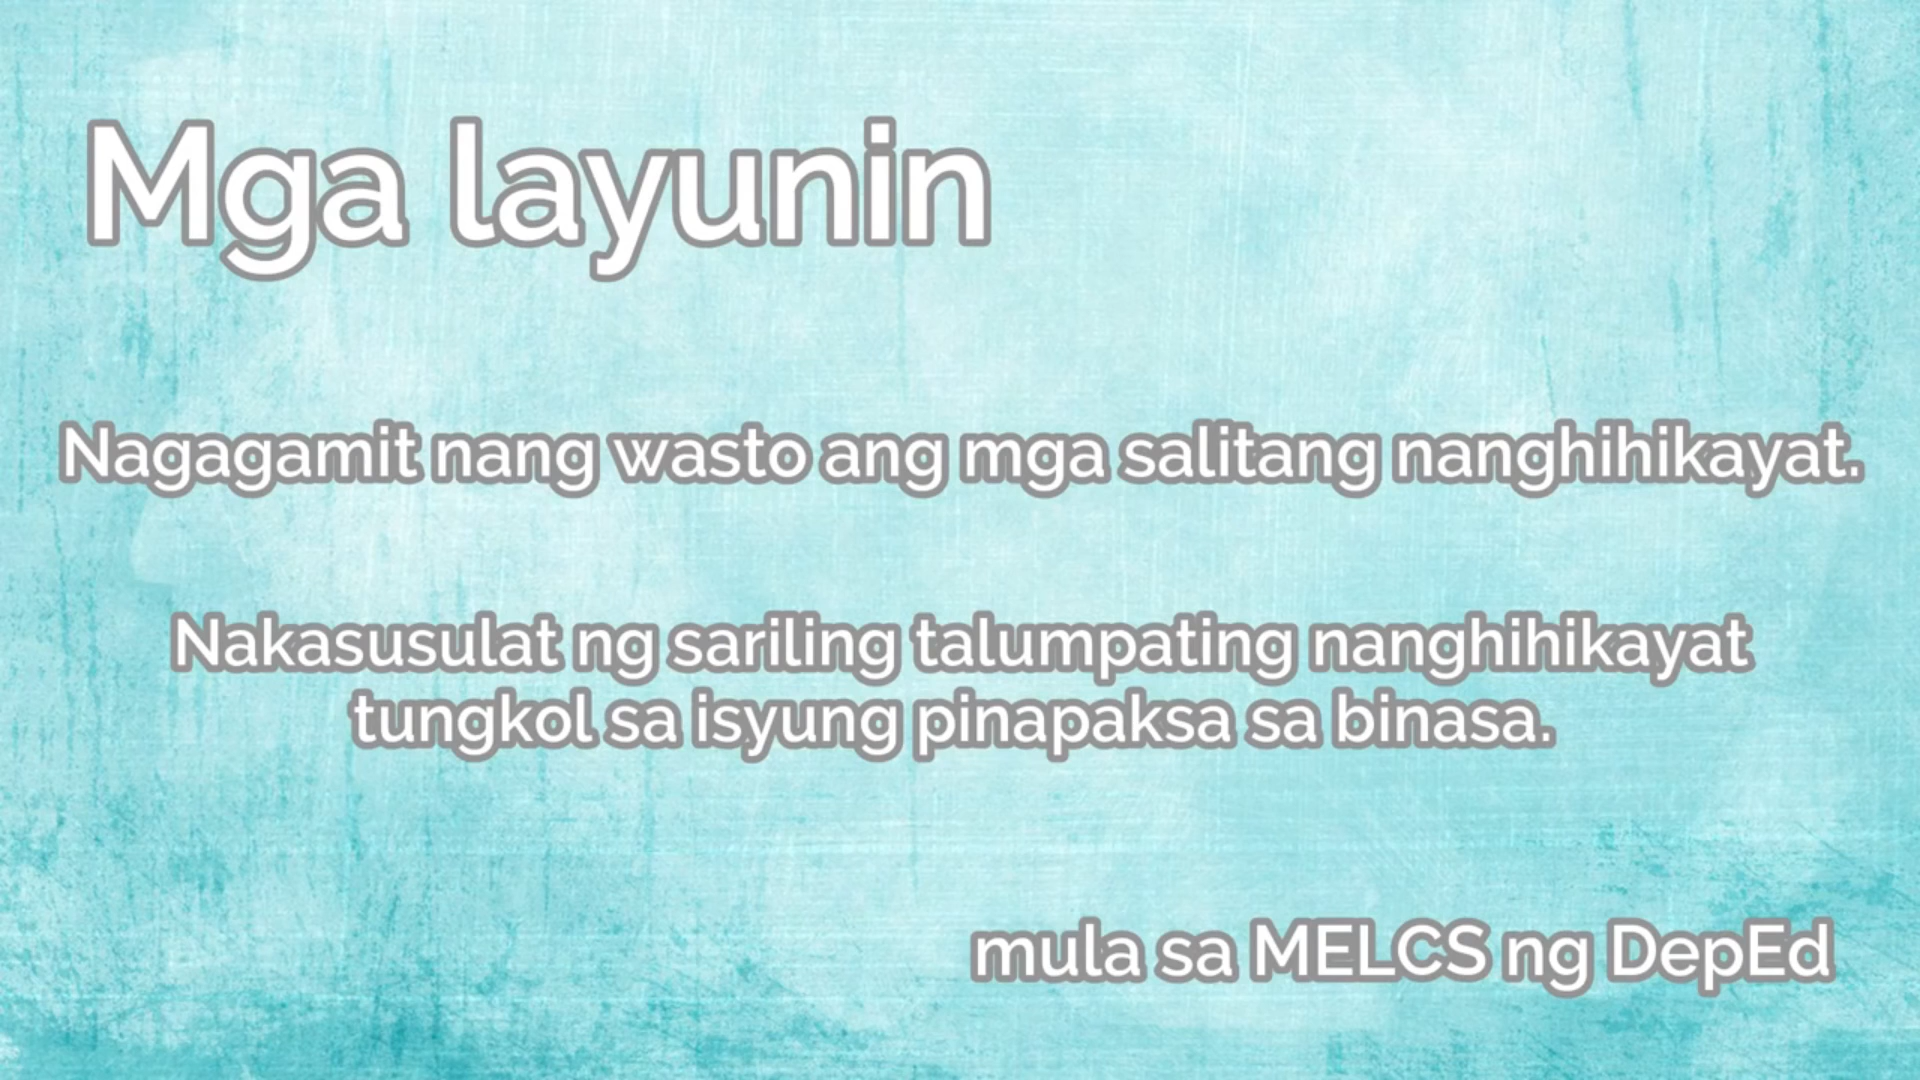 Mga layunin
Nagagamit nang wasto ang mga salitang nanghihikayat.
Nakasusulat ng sariling talumpating nanghihikayat
tungkol sa isyung pinapaksa sa binasa.
mula sa MELCS ng DepEd